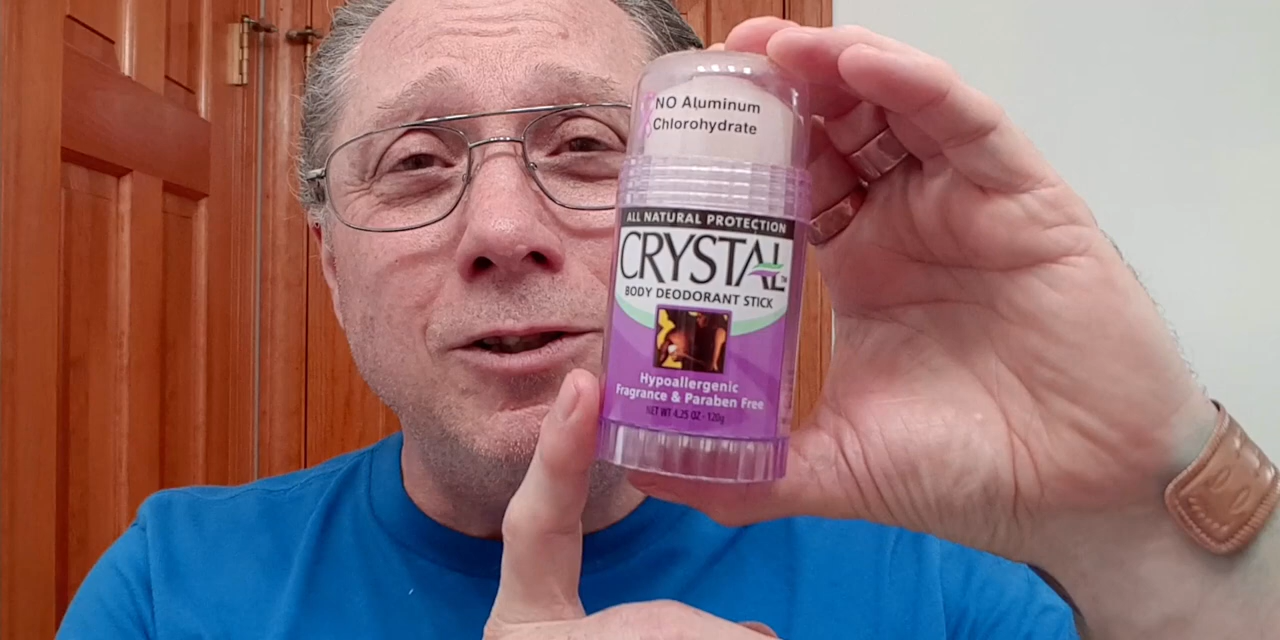 NO Aluminum
Chlorohydrate
ALL NATURAL PROTECTION
CRYSTAL™
BODY DEODORANT STICK
Hypoallergenic
Fragrance & Paraben Free
NET WT 4.25 OZ - 120g